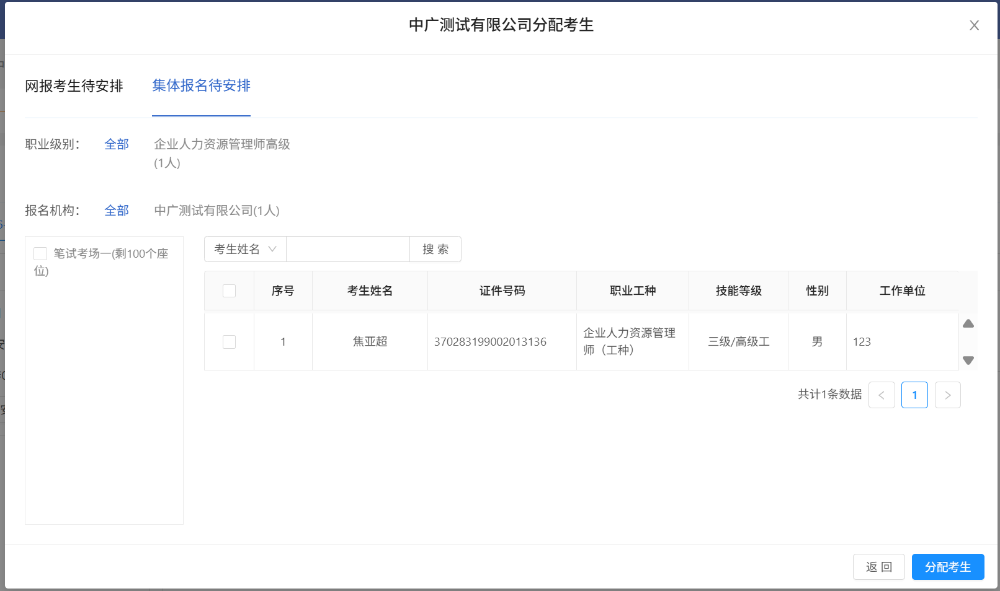 中广测试有限公司分配考生
网报考生待安排 集体报名待安排
职业级别： 全部 企业人力资源管理师高级
(1人)
报名机构： 全部 中广测试有限公司(1人)
笔试考场一(剩100个座
位)
考生姓名 搜 索
序号 考生姓名 证件号码 职业工种 技能等级 性别 工作单位
1 焦亚超 370283199002013136 企业人力资源管理
师（工种） 三级/高级工 男 123
共计1条数据 < 1 >
返 回 分配考生